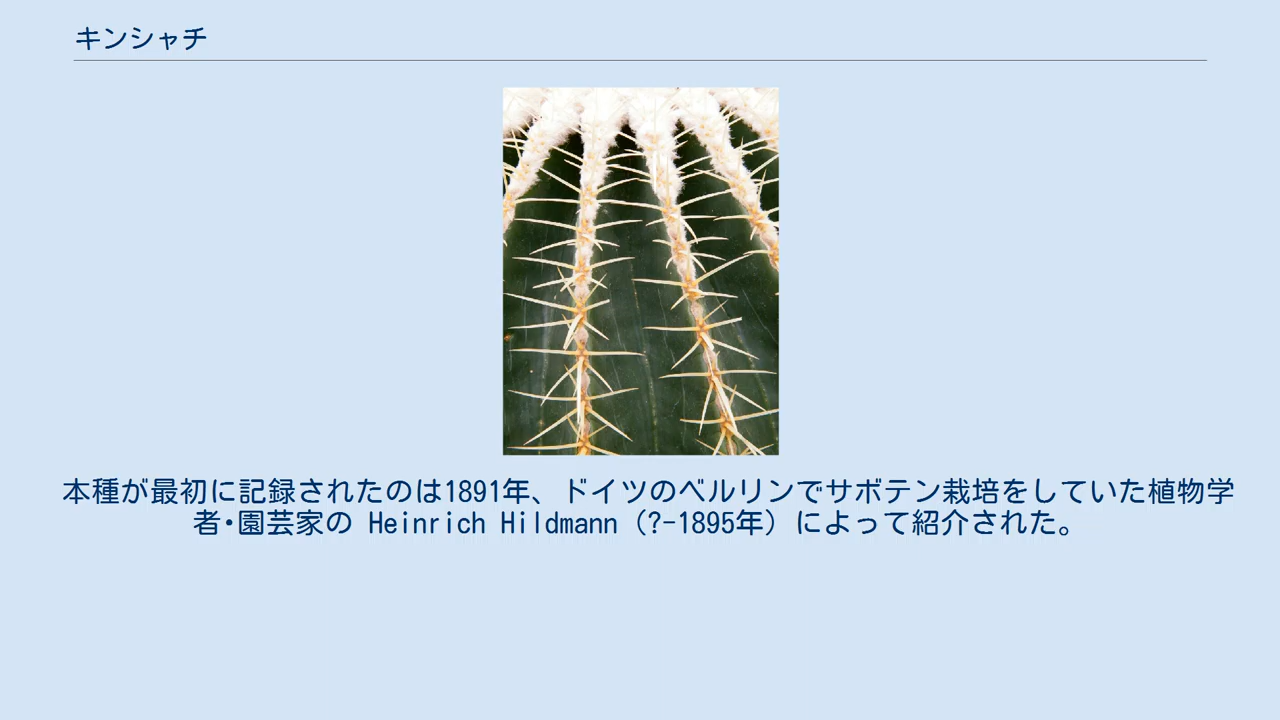 キンシャチ
本種が最初に記録されたのは1891年、ドイツのベルリンでサボテン栽培をしていた植物学
者･園芸家の Heinrich Hildmann（?-1895年）によって紹介された。